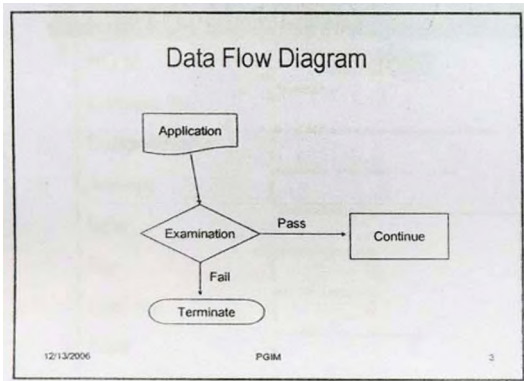 Data Flow Diagram
Application
Examination
Pass
Continue
Fail
Terminate
12/13/2006
PGIM
3